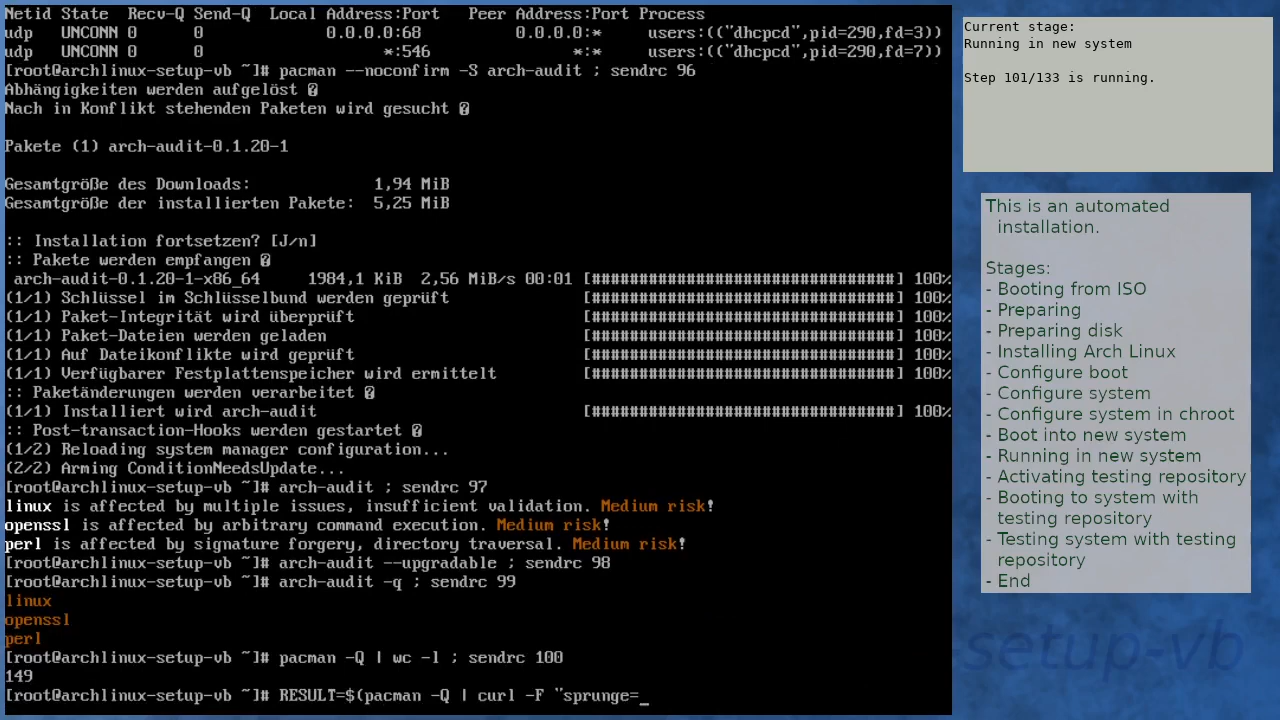 Netid State  Recv-Q Send-Q  Local Address:Port   Peer Address:Port Process
udp   UNCONN 0      0             0.0.0.0:68          0.0.0.0:*     users:(("dhcpcd",pid=290,fd=3))
udp   UNCONN 0      0                   *:546               *:*     users:(("dhcpcd",pid=290,fd=7))
[root@archlinux-setup-vb ~]# pacman --noconfirm -S arch-audit ; sendrc 96
Abhängigkeiten werden aufgelöst �
Nach in Konflikt stehenden Paketen wird gesucht �
Pakete (1) arch-audit-0.1.20-1
Gesamtgröße des Downloads:             1,94 MiB
Gesamtgröße der installierten Pakete:  5,25 MiB
:: Installation fortsetzen? [J/n]
:: Pakete werden empfangen �
 arch-audit-0.1.20-1-x86_64     1984,1 KiB  2,56 MiB/s 00:01 [################################] 100%
(1/1) Schlüssel im Schlüsselbund werden geprüft              [################################] 100%
(1/1) Paket-Integrität wird überprüft                        [################################] 100%
(1/1) Paket-Dateien werden geladen                           [################################] 100%
(1/1) Auf Dateikonflikte wird geprüft                        [################################] 100%
(1/1) Verfügbarer Festplattenspeicher wird ermittelt         [################################] 100%
:: Paketänderungen werden verarbeitet �
(1/1) Installiert wird arch-audit                            [################################] 100%
:: Post-transaction-Hooks werden gestartet �
(1/2) Reloading system manager configuration...
(2/2) Arming ConditionNeedsUpdate...
[root@archlinux-setup-vb ~]# arch-audit ; sendrc 97
linux is affected by multiple issues, insufficient validation. Medium risk!
openssl is affected by arbitrary command execution. Medium risk!
perl is affected by signature forgery, directory traversal. Medium risk!
[root@archlinux-setup-vb ~]# arch-audit --upgradable ; sendrc 98
[root@archlinux-setup-vb ~]# arch-audit -q ; sendrc 99
linux
openssl
perl
[root@archlinux-setup-vb ~]# pacman -Q | wc -l ; sendrc 100
149
[root@archlinux-setup-vb ~]# RESULT=$(pacman -Q | curl -F "sprunge=_
Current stage:
Running in new system
Step 101/133 is running.
This is an automated
installation.
Stages:
- Booting from ISO
- Preparing
- Preparing disk
- Installing Arch Linux
- Configure boot
- Configure system
- Configure system in chroot
- Boot into new system
- Running in new system
- Activating testing repository
- Booting to system with
testing repository
- Testing system with testing
repository
- End
-setup-vb